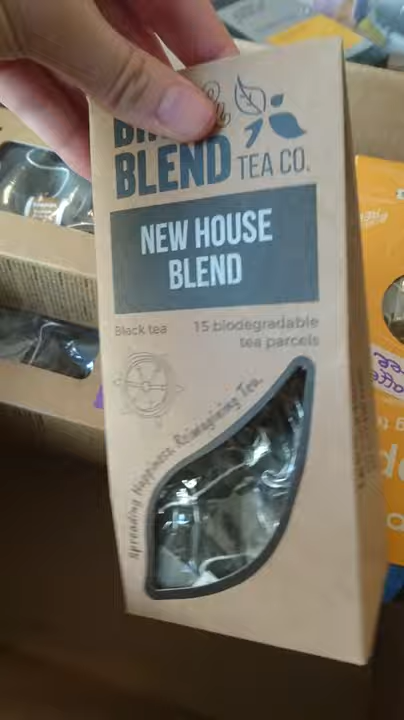 BLEND TEA CO.
NEW HOUSE
BLEND
Black tea
15 biodegradable
tea parcels
Spreading Happiness. Reimagining Tea.